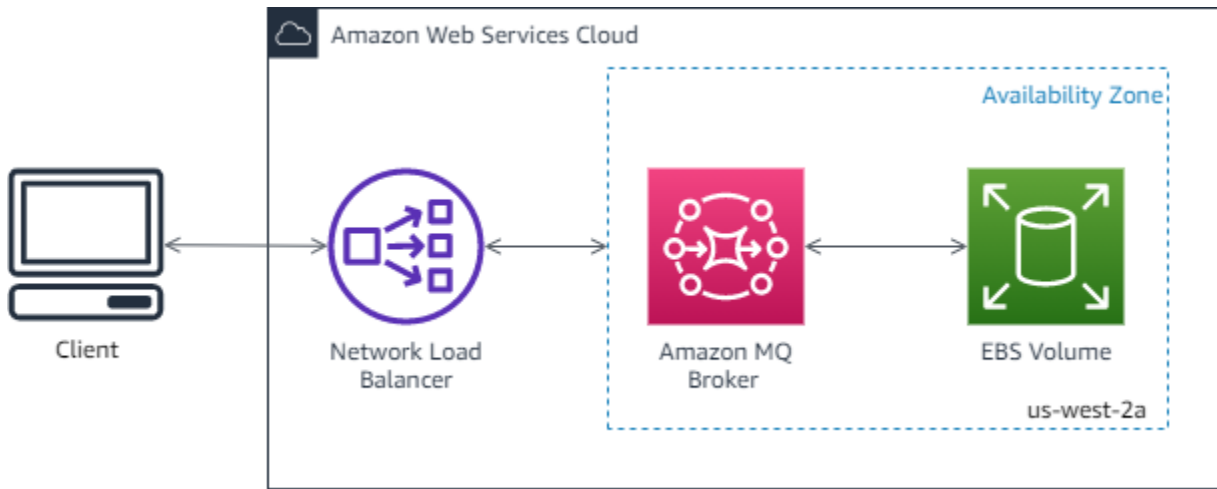 Amazon Web Services Cloud
Availability Zone
Client
Network Load
Balancer
Amazon MQ
Broker
EBS Volume
us-west-2a